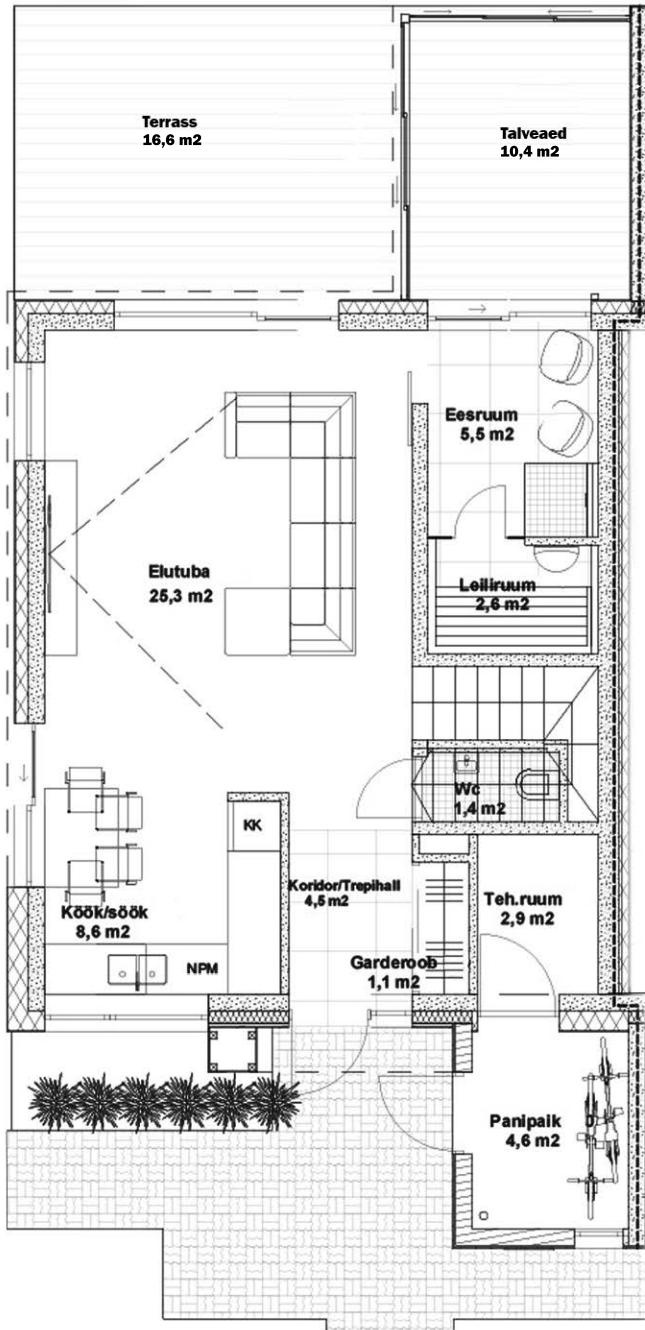 Terrass
16,6 m2
Talveaed
10,4 m2
Eesruum
5,5 m2
Elutuba
25,3 m2
Leiliruum
2,6 m2
Wc
1,4 m2
KK
Koridor/Trepihall
4,5 m2
Teh.ruum
2,9 m2
Köök/söök
8,6 m2
NPM
Garderoob
1,1 m2
Panipaik
4,6 m2